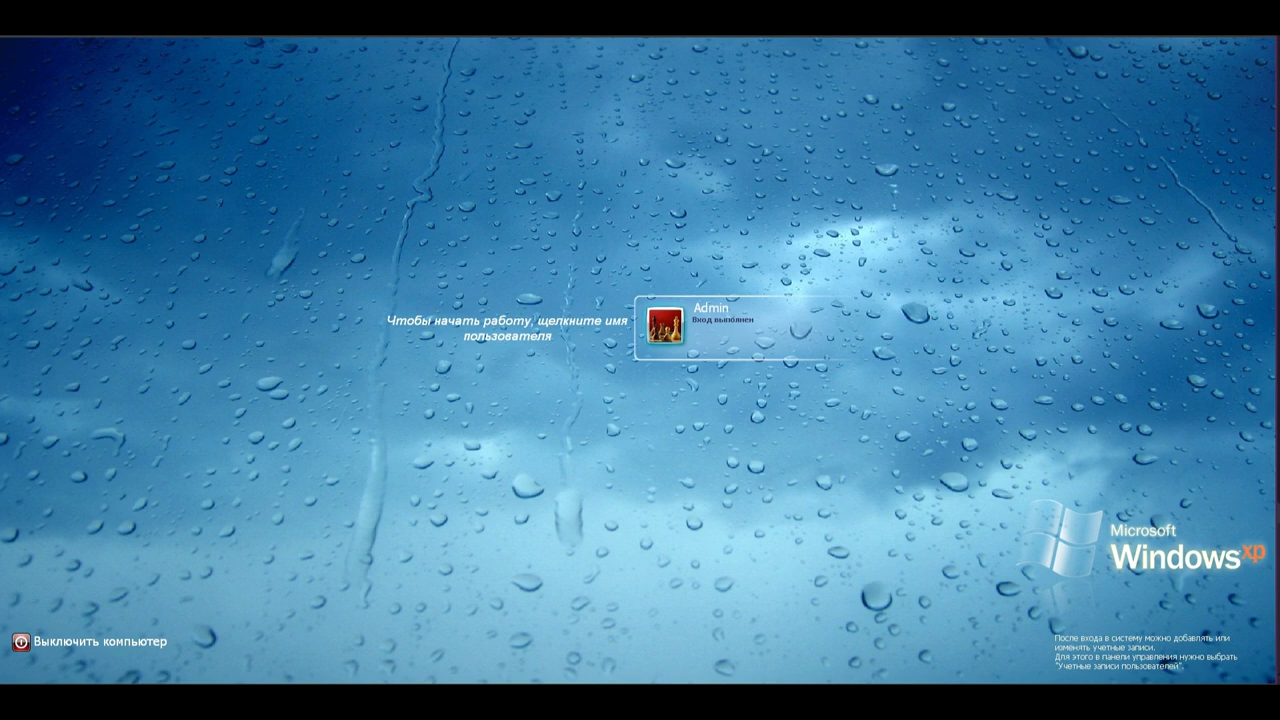 Чтобы начать работу, щелкните имя
пользователя
Admin
Вход выполнен
Microsoft
Windows xp
Выключить компьютер
После входа в систему можно добавлять или
изменять учетные записи.
Для этого в панели управления нужно выбрать
"Учетные записи пользователей".